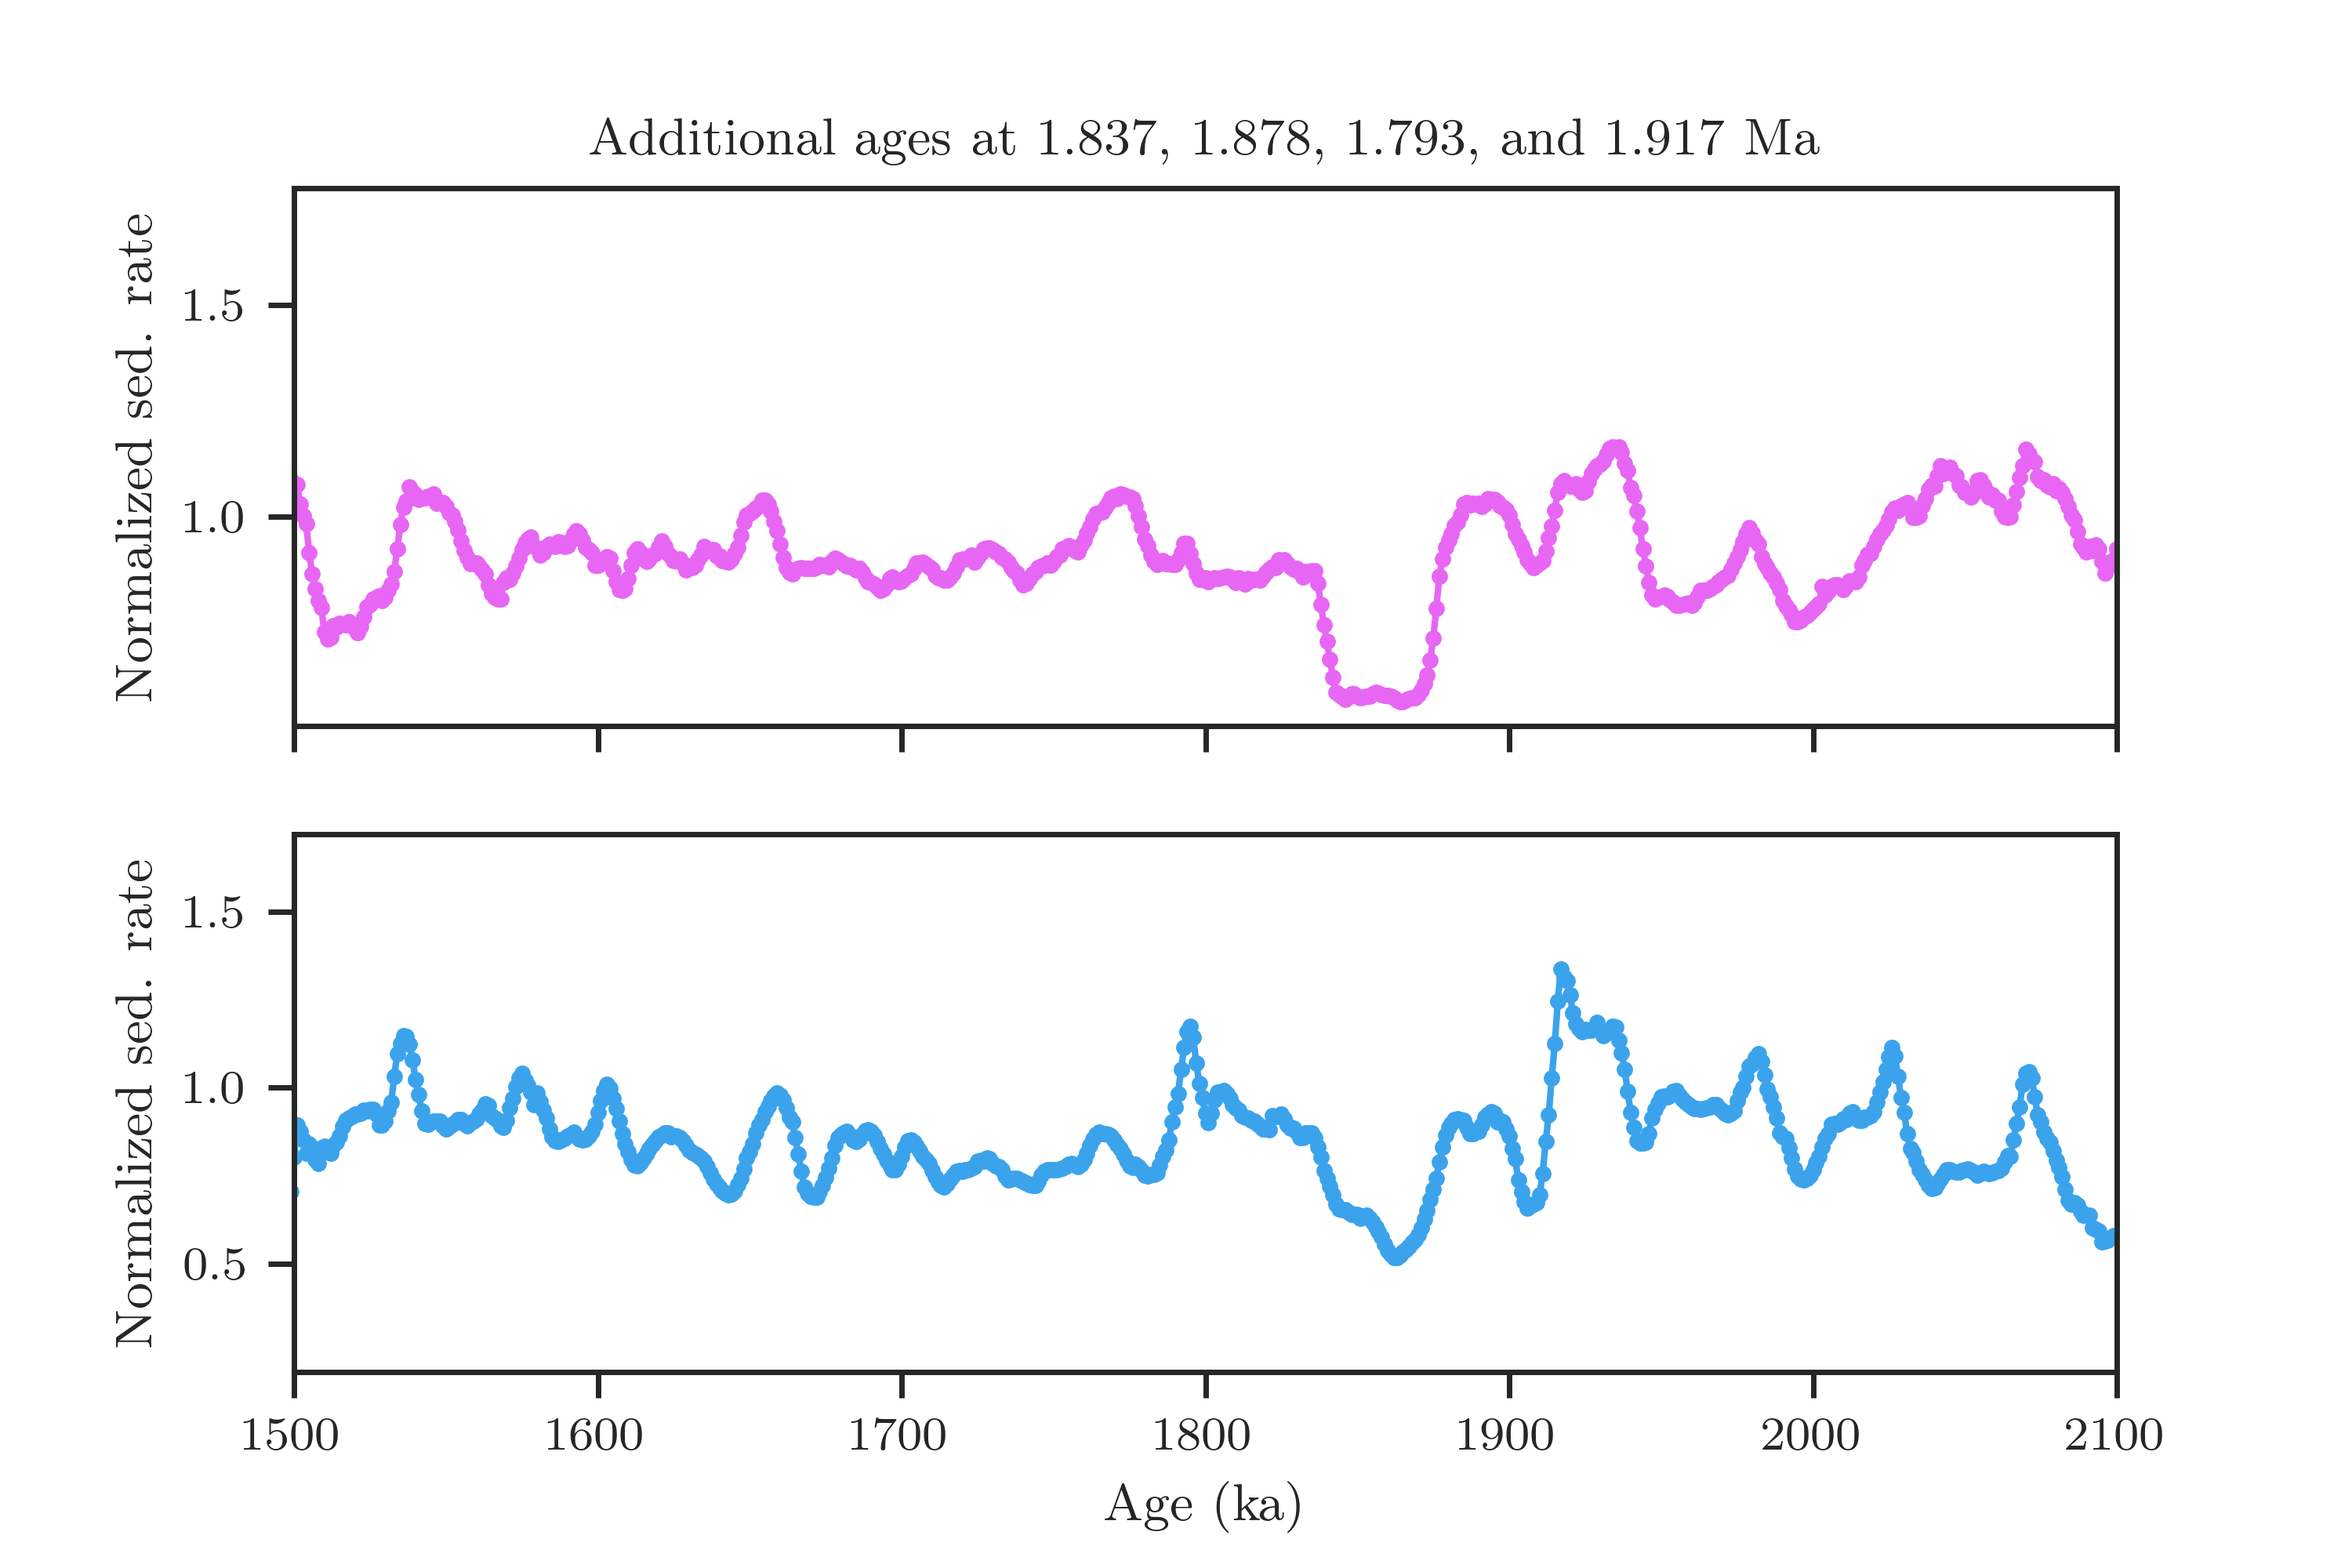 Additional ages at 1.837, 1.878, 1.793, and 1.917 Ma
Normalized sed. rate
1.5
1.0
Normalized sed. rate
1.5
1.0
0.5
1500 1600 1700 1800 1900 2000 2100
Age (ka)